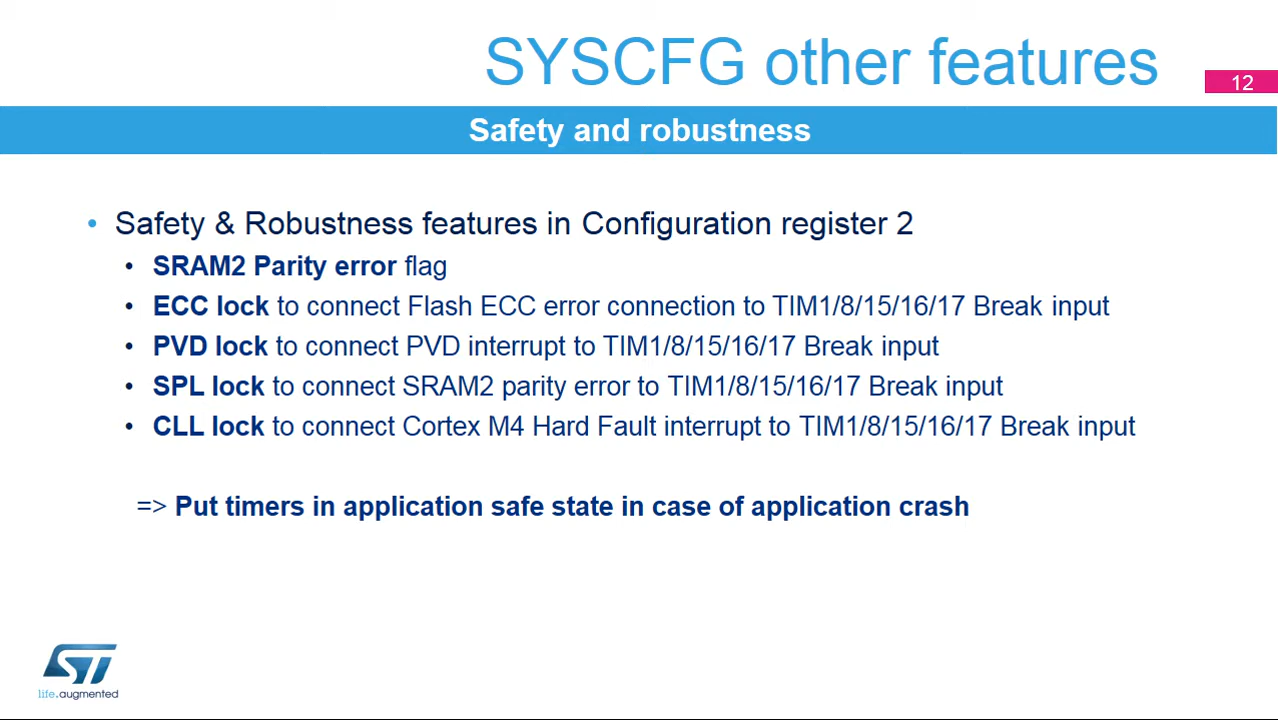 SYSCFG other features
12
Safety and robustness
• Safety & Robustness features in Configuration register 2
• SRAM2 Parity error flag
• ECC lock to connect Flash ECC error connection to TIM1/8/15/16/17 Break input
• PVD lock to connect PVD interrupt to TIM1/8/15/16/17 Break input
• SPL lock to connect SRAM2 parity error to TIM1/8/15/16/17 Break input
• CLL lock to connect Cortex M4 Hard Fault interrupt to TIM1/8/15/16/17 Break input
=> Put timers in application safe state in case of application crash
ST
life.augmented